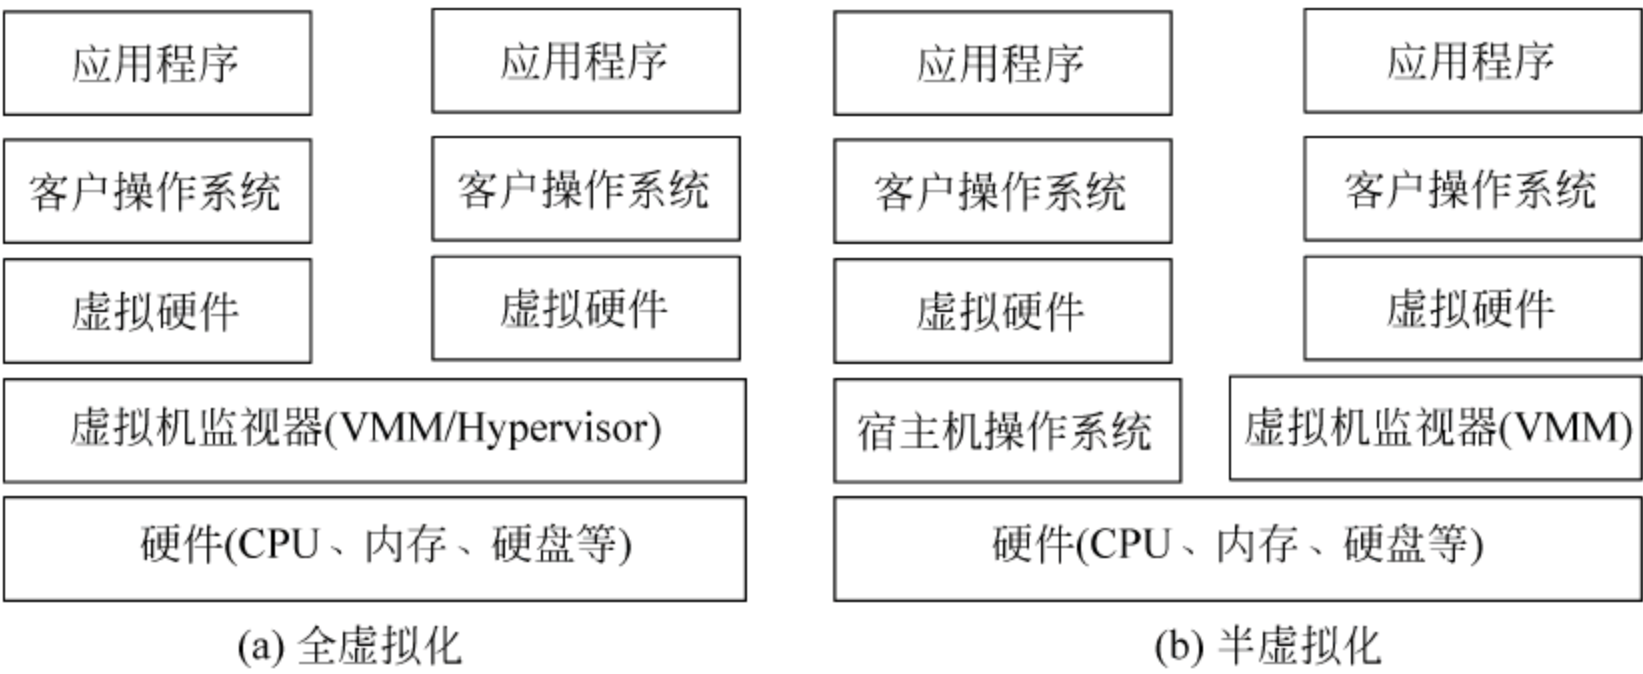 应用程序
应用程序
客户操作系统
客户操作系统
虚拟硬件
虚拟硬件
虚拟机监视器(VMM/Hypervisor)
硬件(CPU、内存、硬盘等)
(a) 全虚拟化
应用程序
应用程序
客户操作系统
客户操作系统
虚拟硬件
虚拟硬件
宿主机操作系统
虚拟机监视器(VMM)
硬件(CPU、内存、硬盘等)
(b) 半虚拟化